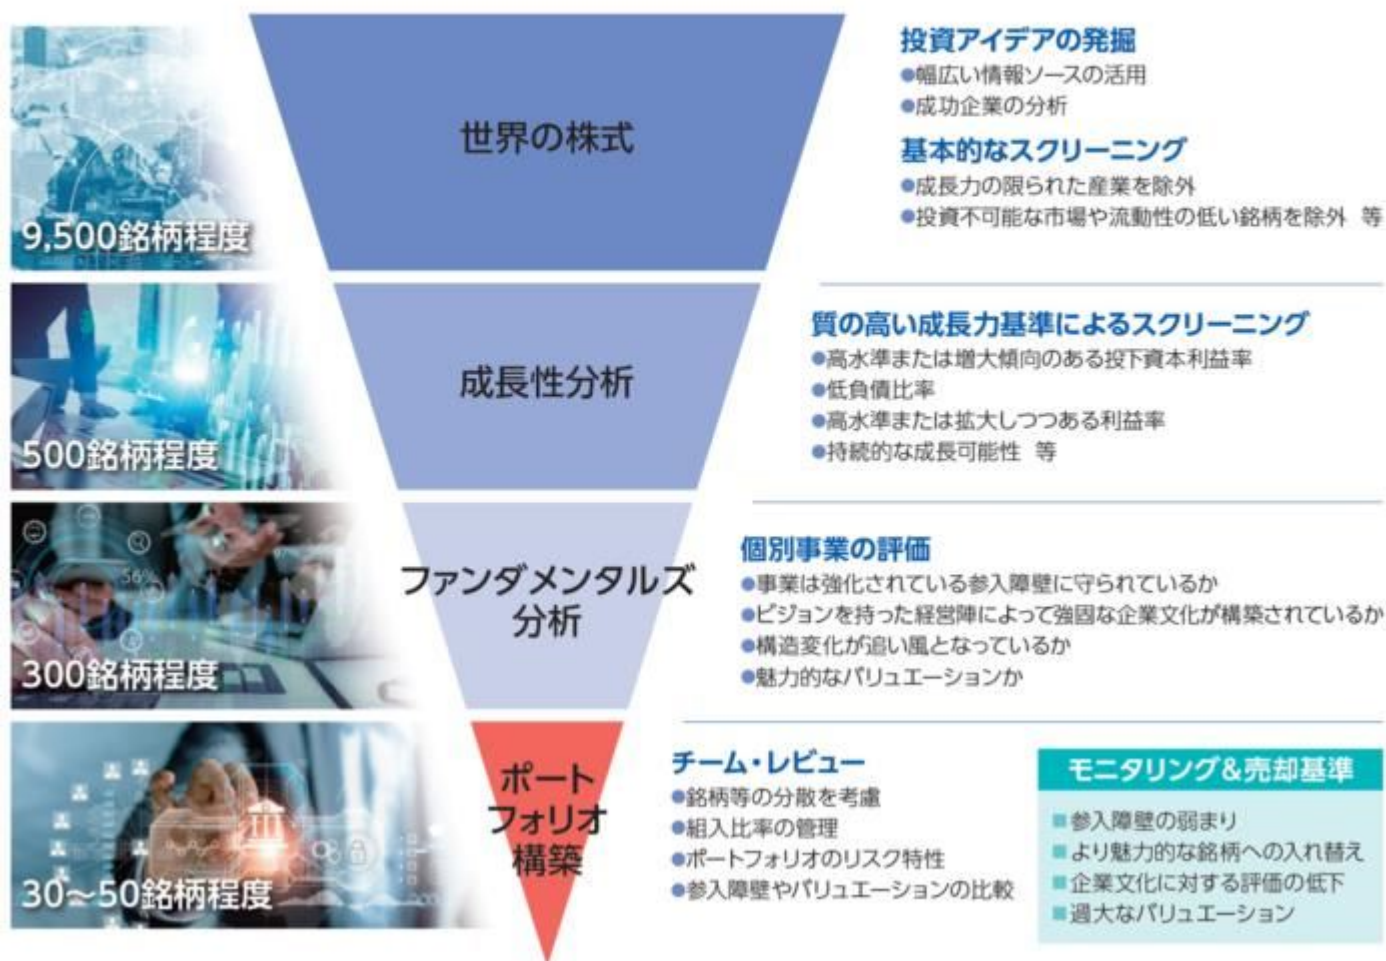 世界の株式
9,500銘柄程度
投資アイデアの発掘
●幅広い情報ソースの活用
●成功企業の分析
基本的なスクリーニング
●成長力の限られた産業を除外
●投資不可能な市場や流動性の低い銘柄を除外 等
成長性分析
500銘柄程度
質の高い成長力基準によるスクリーニング
●高水準または増大傾向のある投下資本利益率
●低負債比率
●高水準または拡大しつつある利益率
●持続的な成長可能性 等
ファンダメンタルズ
分析
56%
300銘柄程度
個別事業の評価
●事業は強化されている参入障壁に守られているか
●ビジョンを持った経営陣によって強固な企業文化が構築されているか
●構造変化が追い風となっているか
●魅力的なバリュエーションか
ポート
フォリオ
構築
30～50銘柄程度
チーム・レビュー
●銘柄等の分散を考慮
●組入比率の管理
●ポートフォリオのリスク特性
●参入障壁やバリュエーションの比較
モニタリング&売却基準
■参入障壁の弱まり
■より魅力的な銘柄への入れ替え
■企業文化に対する評価の低下
■過大なバリュエーション